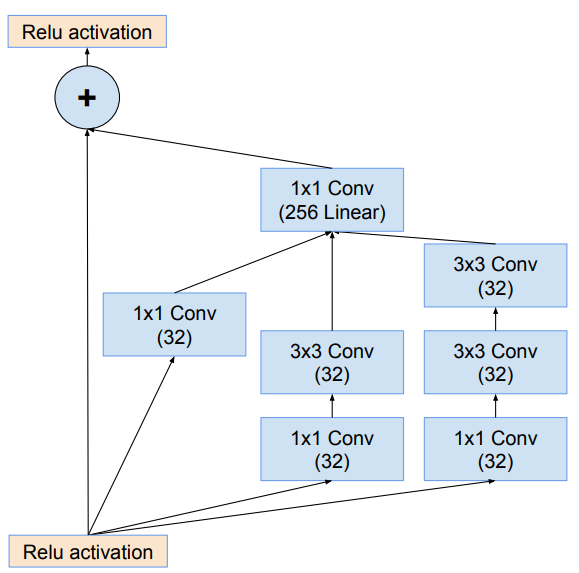 Relu activation
+
1x1 Conv
(256 Linear)
3x3 Conv
(32)
1x1 Conv
(32)
3x3 Conv
(32)
3x3 Conv
(32)
1x1 Conv
(32)
1x1 Conv
(32)
Relu activation